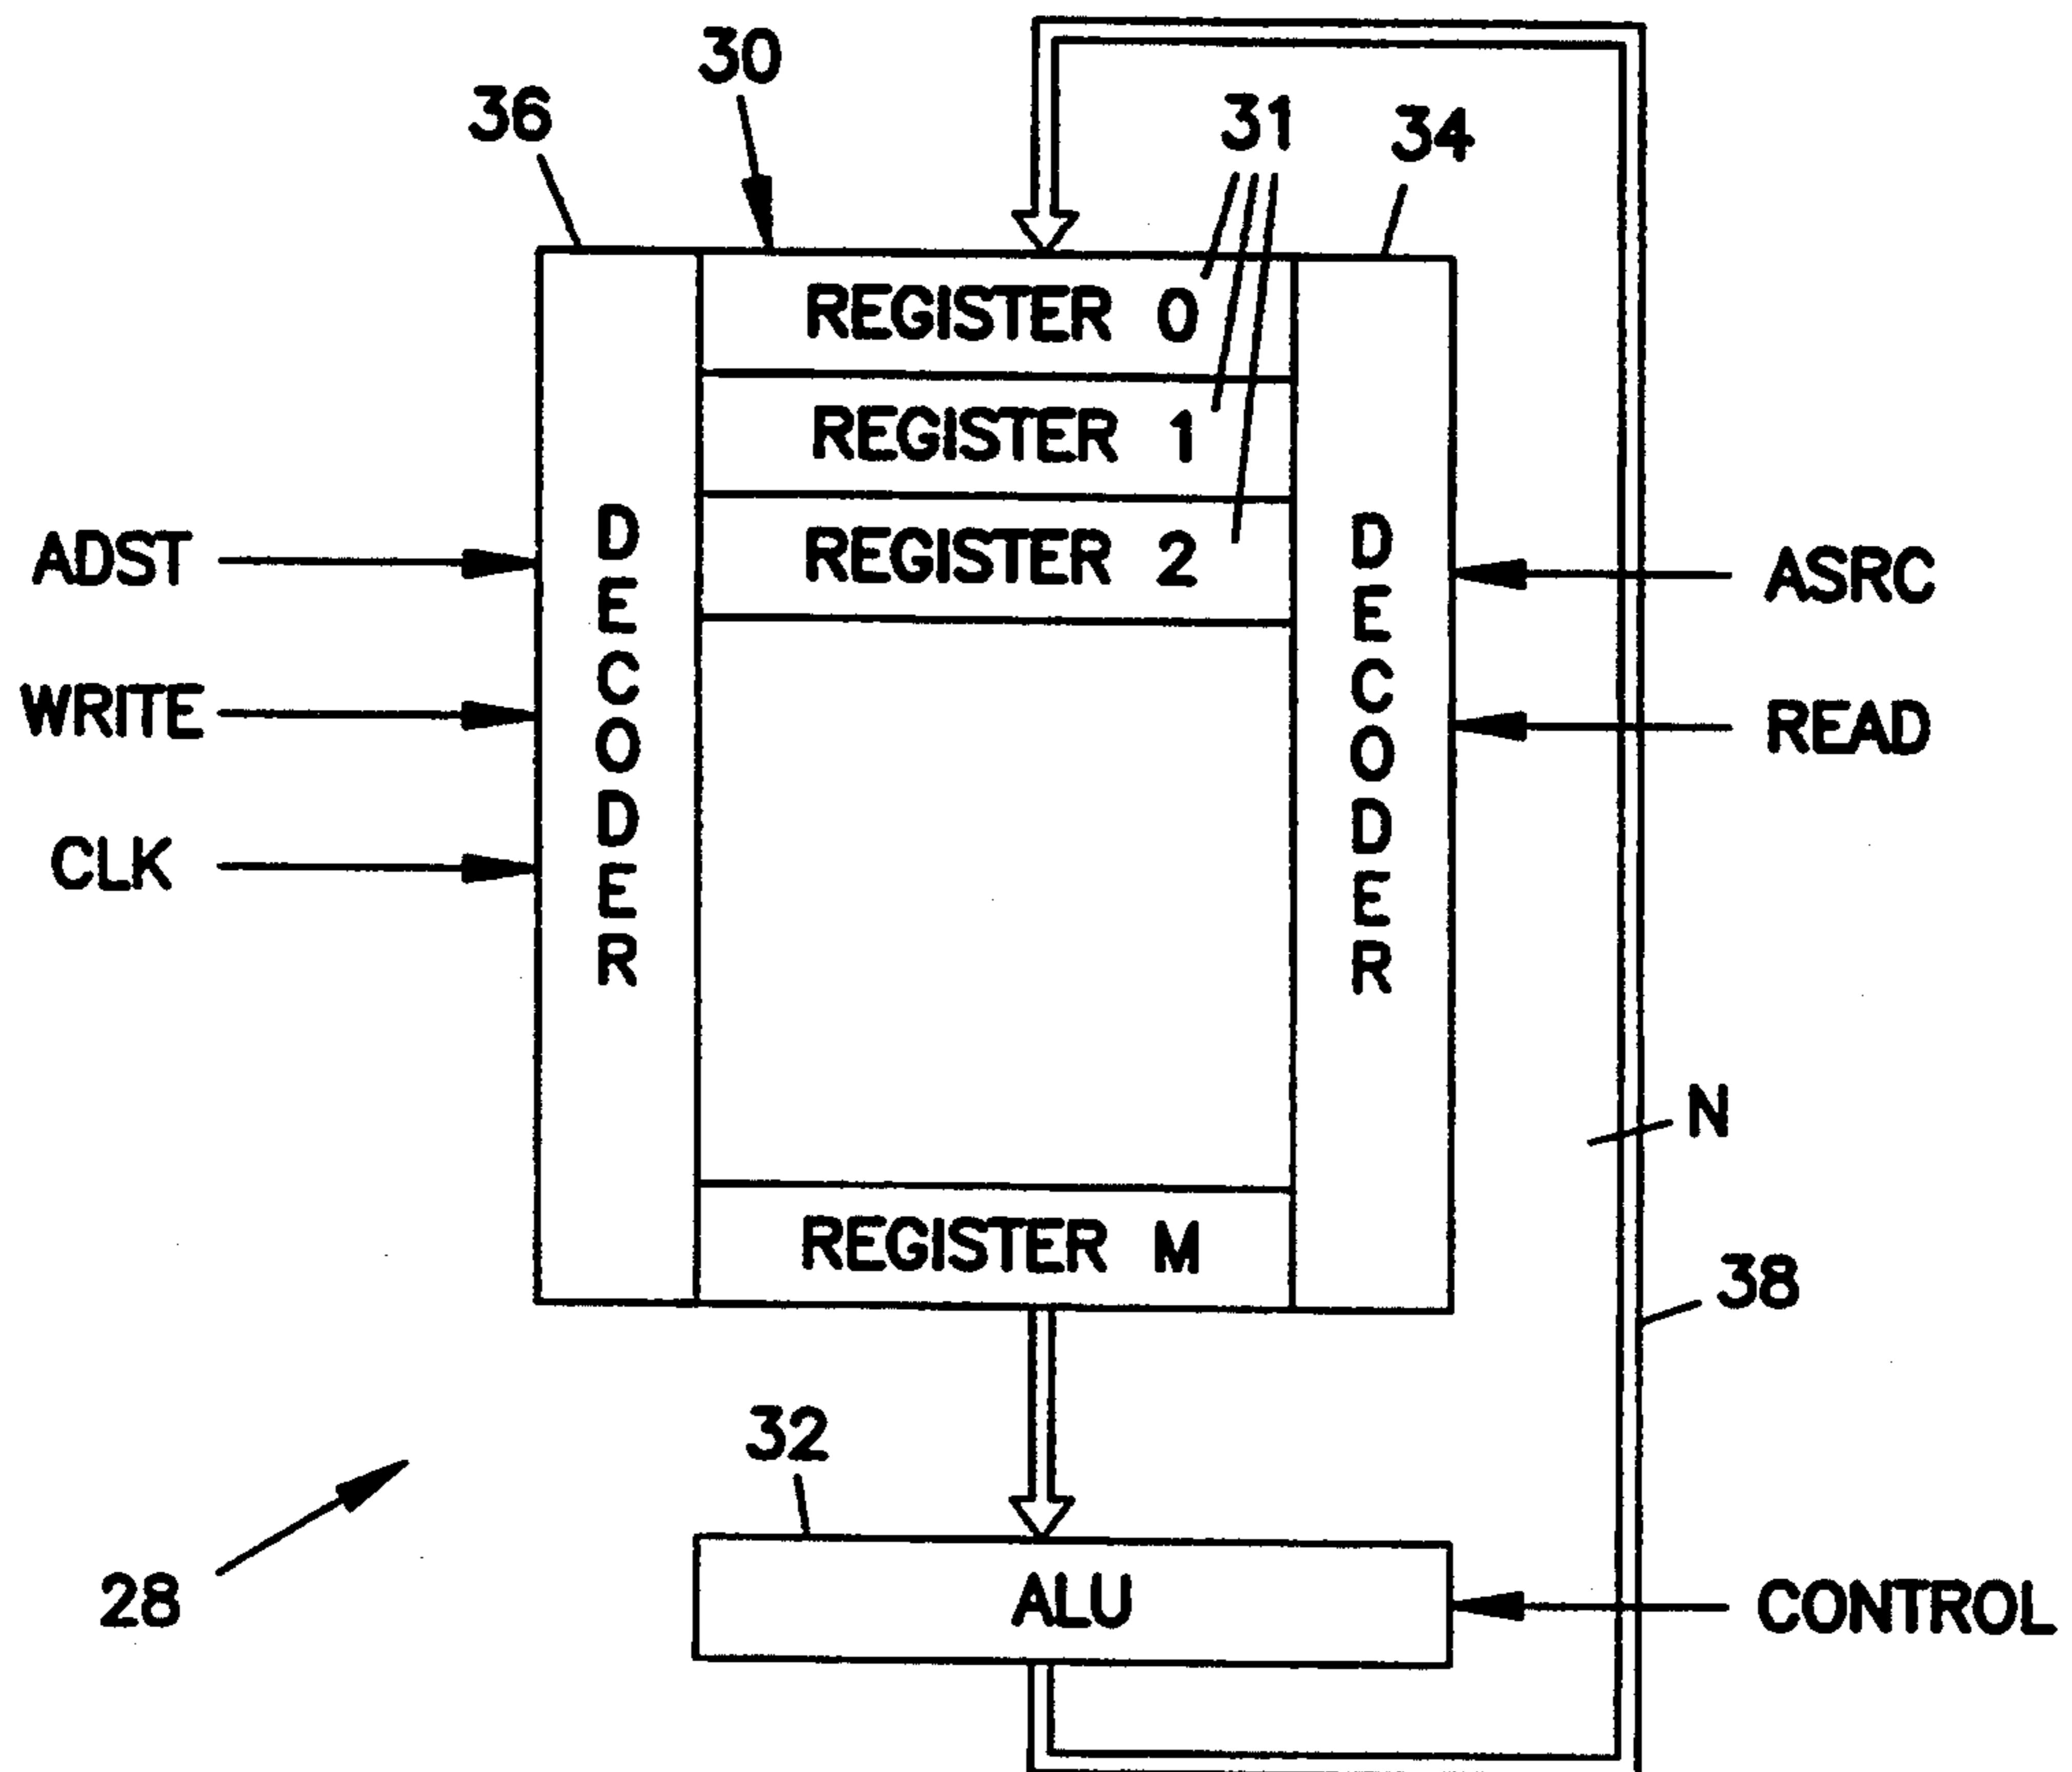 30
36
31
34
REGISTER 0
REGISTER 1
REGISTER 2
DECODER
DECODER
ADST
WRITE
CLK
ASRC
READ
N
REGISTER M
38
32
ALU
28
CONTROL